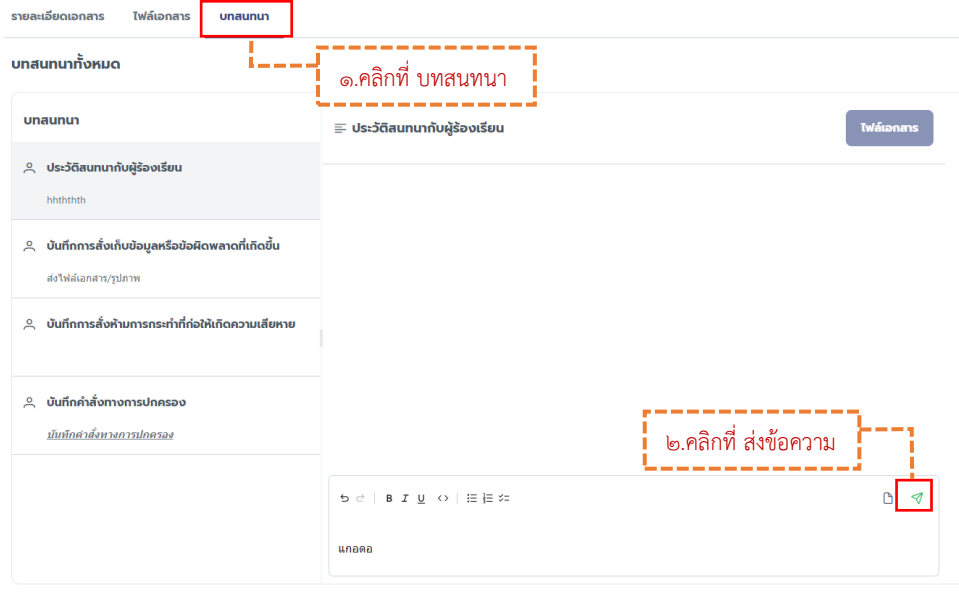 รายละเอียดเอกสาร ไฟล์เอกสาร บทสนทนา
บทสนทนาทั้งหมด
๑.คลิกที่ บทสนทนา
บทสนทนา
ประวัติสนทนากับผู้ร้องเรียน
ไฟล์เอกสาร
ประวัติสนทนากับผู้ร้องเรียน
hhththth
บันทึกการสั่งเก็บข้อมูลหรือข้อผิดพลาดที่เกิดขึ้น
ส่งไฟล์เอกสาร/รูปภาพ
บันทึกการสั่งห้ามการกระทำที่ก่อให้เกิดความเสียหาย
บันทึกคำสั่งทางการปกครอง
บันทึกคำสั่งทางการปกครอง
๒.คลิกที่ ส่งข้อความ
B I U <>
แกอดอ